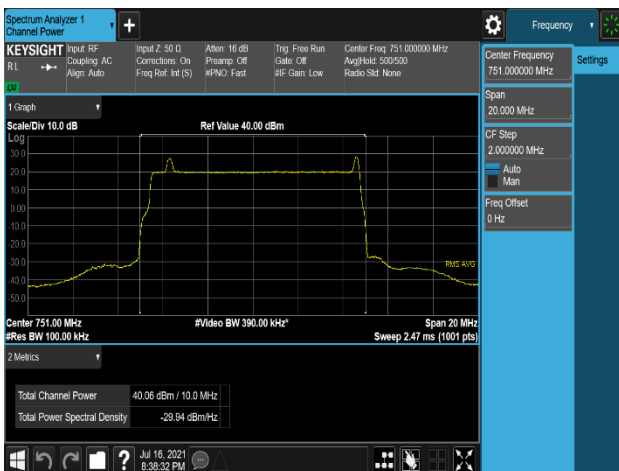 Spectrum Analyzer 1
Channel Power
+
Frequency
KEYSIGHT
RL
LW
Input: RF
Coupling: AC
Align: Auto
Input Z: 50 Ω
Corrections: On
Freq Ref: Int (S)
Atten: 16 dB
Preamp: Off
#PNO: Fast
Trig: Free Run
Gate: Off
#IF Gain: Low
Center Freq: 751.000000 MHz
Avg|Hold: 500/500
Radio Std: None
Center Frequency
751.000000 MHz
Settings
Span
20.000 MHz
CF Step
2.000000 MHz
Auto
Man
Freq Offset
0 Hz
1 Graph
Scale/Div 10.0 dB
Ref Value 40.00 dBm
Log
30.0
20.0
10.0
0.00
-10.0
-20.0
-30.0
-40.0
-50.0
RMS AVG
Center 751.00 MHz
#Video BW 390.00 kHz*
Span 20 MHz
#Res BW 100.00 kHz
Sweep 2.47 ms (1001 pts)
2 Metrics
Total Channel Power 40.06 dBm / 10.0 MHz
Total Power Spectral Density -29.94 dBm/Hz
?
Jul 16, 2021
8:38:32 PM